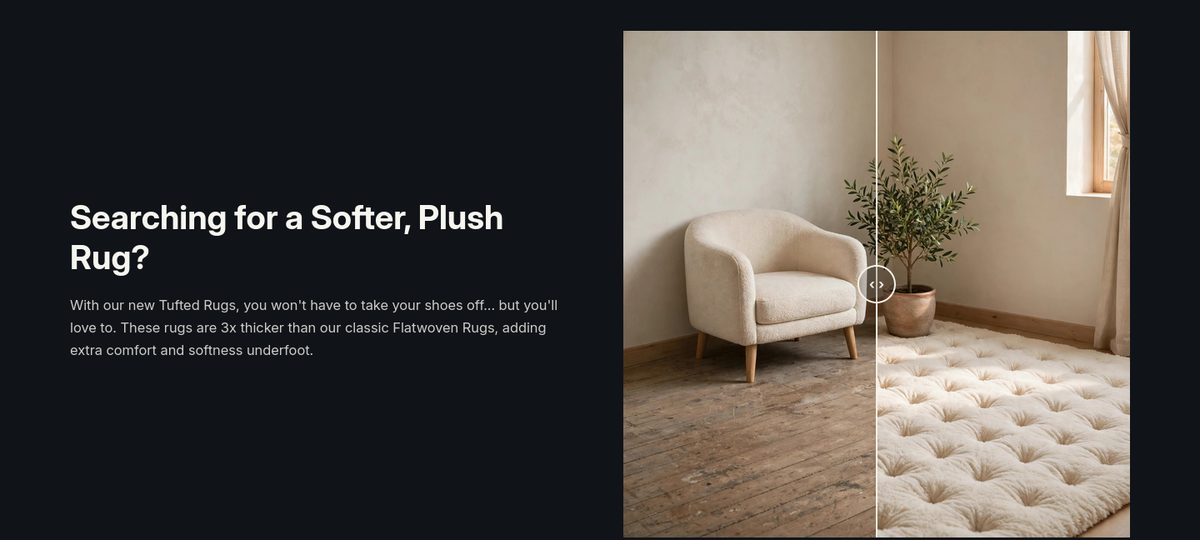 Searching for a Softer, Plush
Rug?
With our new Tufted Rugs, you won't have to take your shoes off... but you'll
love to. These rugs are 3x thicker than our classic Flatwoven Rugs, adding
extra comfort and softness underfoot.